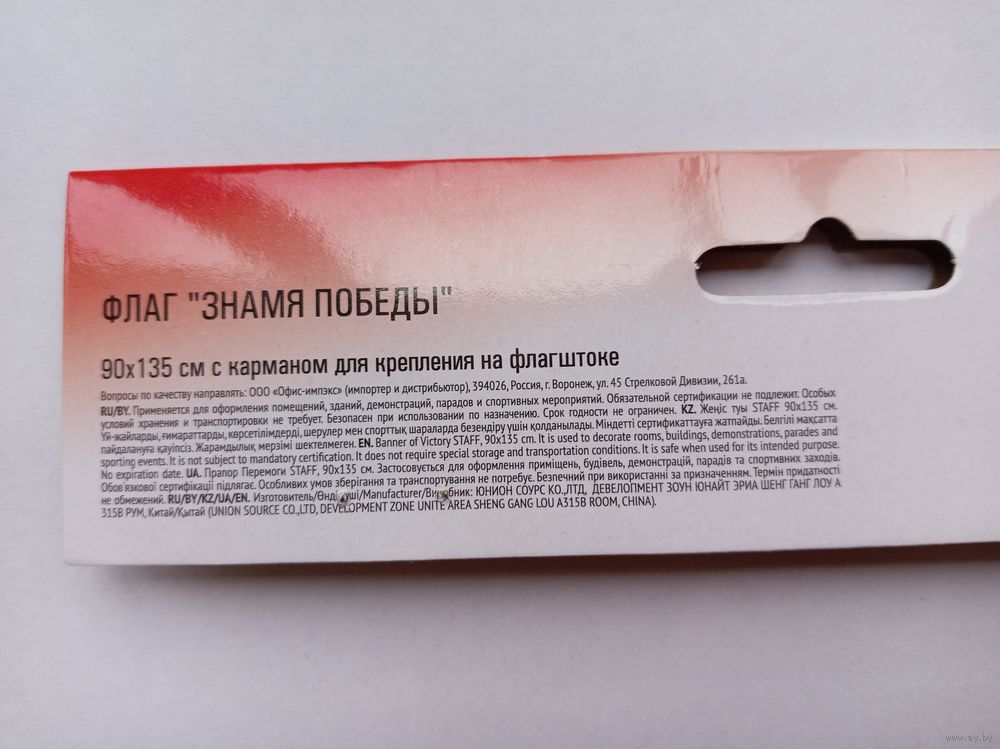 ФЛАГ "ЗНАМЯ ПОБЕДЫ"
90х135 см с карманом для крепления на флагштоке
Вопросы по качеству направлять: ООО «Офис-импэкс» (импортер и дистрибьютор), 394026, Россия, г. Воронеж, ул. 45 Стрелковой Дивизии, 261а.
RU/BY. Применяется для оформления помещений, зданий, демонстраций, парадов и спортивных мероприятий. Обязательной сертификации не подлежит. Особых
условий хранения и транспортировки не требует. Безопасен при использовании по назначению. Срок годности не ограничен. KZ. Жеңіс туы STAFF 90x135 см.
Үй-жайларды, ғимараттарды, көрсетілімдерді, шерулер мен спорттық шараларда безендіру үшін қолданылады. Міндетті сертификаттауға жатпайды. Белгілі мақсатта
пайдалануға қауіпсіз. Жарамдылық мерзімі шектелмеген. EN. Banner of Victory STAFF, 90x135 cm. It is used to decorate rooms, buildings, demonstrations, parades and
sporting events. It is not subject to mandatory certification. It does not require special storage and transportation conditions. It is safe when used for its intended purpose.
No expiration date. UA. Прапор Перемоги STAFF, 90x135 см. Застосовується для оформлення приміщень, будівель, демонстрацій, парадів та спортивних заходів.
Обов'язкової сертифікації підлягає. Особливих умов зберігання та транспортування не потребує. Безпечний при використанні за призначенням. Термін придатності
не обмежений. RU/BY/KZ/UA/EN. Изготовитель/Өндіруші/Manufacturer/Виробник: ЮНИОН СОУРС КО.,ЛТД, ДЕВЕЛОПМЕНТ ЗОУН ЮНАЙТ ЭРИА ШЕНГ ГАНГ ЛОУ А
315В РУМ, Китай/Қытай (UNION SOURCE CO.,LTD, DEVELOPMENT ZONE UNITE AREA SHENG GANG LOU A315B ROOM, CHINA).
www.ay.by